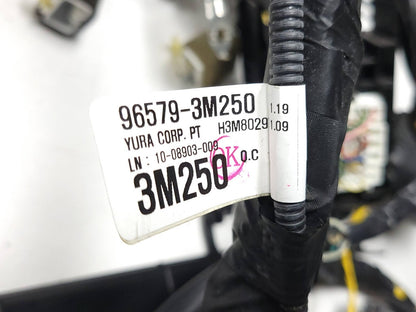 96579-3M250 1.19
YURA CORP. PT H3M8029 1.09
LN : 10-08903-009
3M250 Q.C
OK